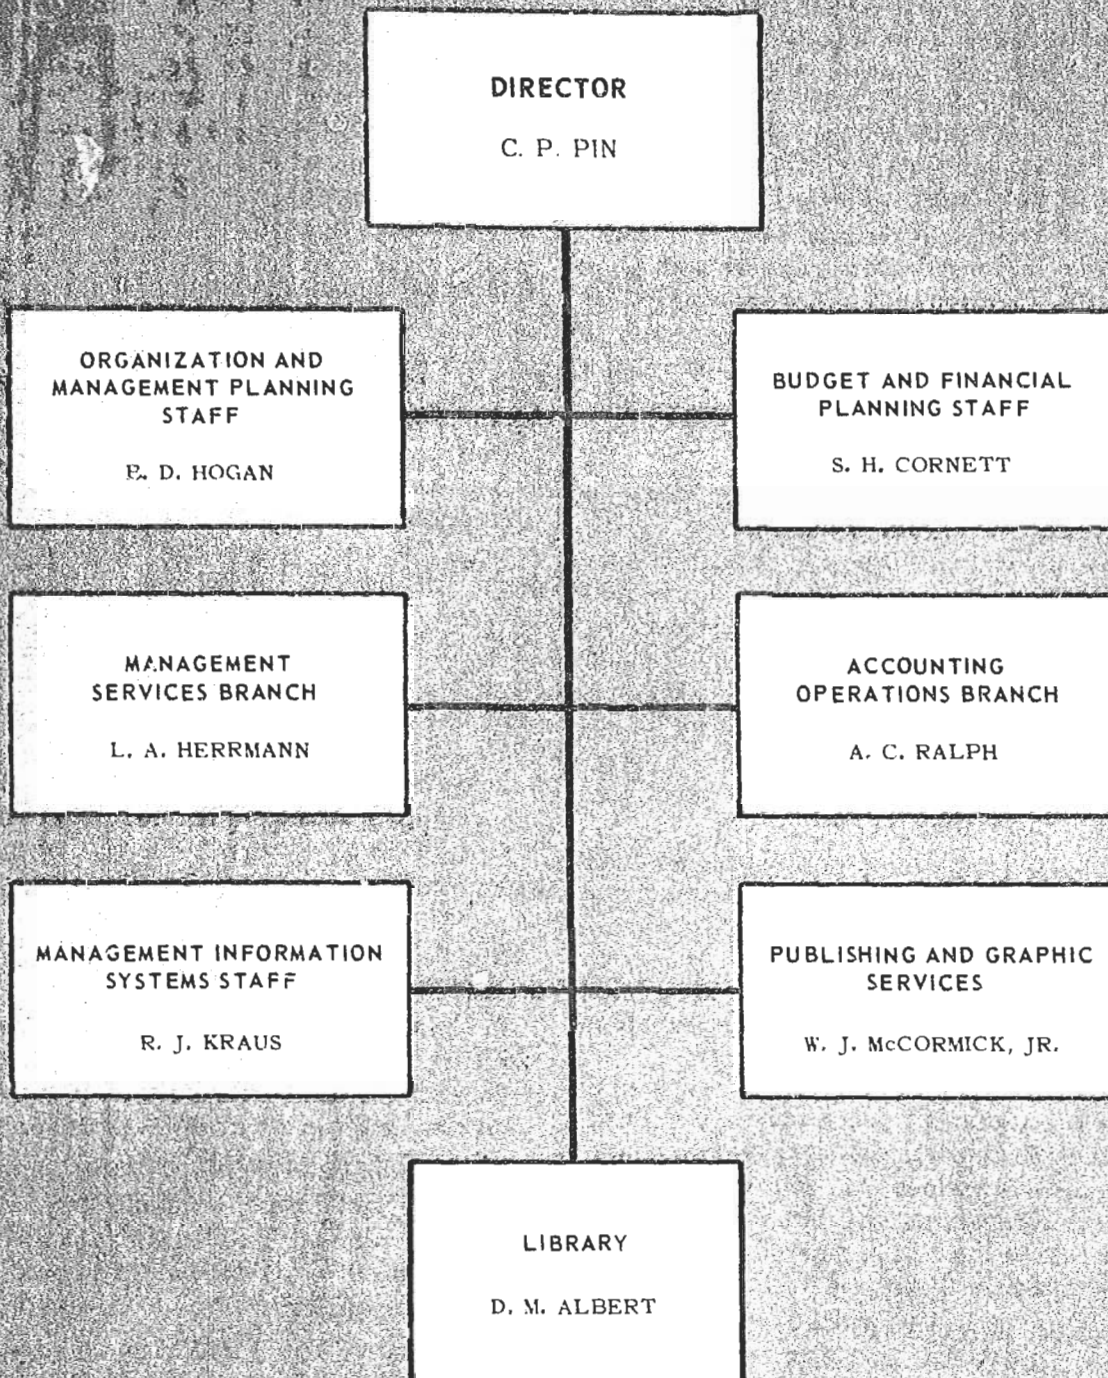 DIRECTOR
C. P. PIN
ORGANIZATION AND
MANAGEMENT PLANNING
STAFF
D. HOGAN
BUDGET AND FINANCIAL
PLANNING STAFF
S. H. CORNETT
MANAGEMENT
SERVICES BRANCH
L. A. HERRMANN
ACCOUNTING
OPERATIONS BRANCH
A. C. RALPH
MANAGEMENT INFORMATION
SYSTEMS STAFF
R. J. KRAUS
PUBLISHING AND GRAPHIC
SERVICES
W. J. McCORMICK, JR.
LIBRARY
D. M. ALBERT